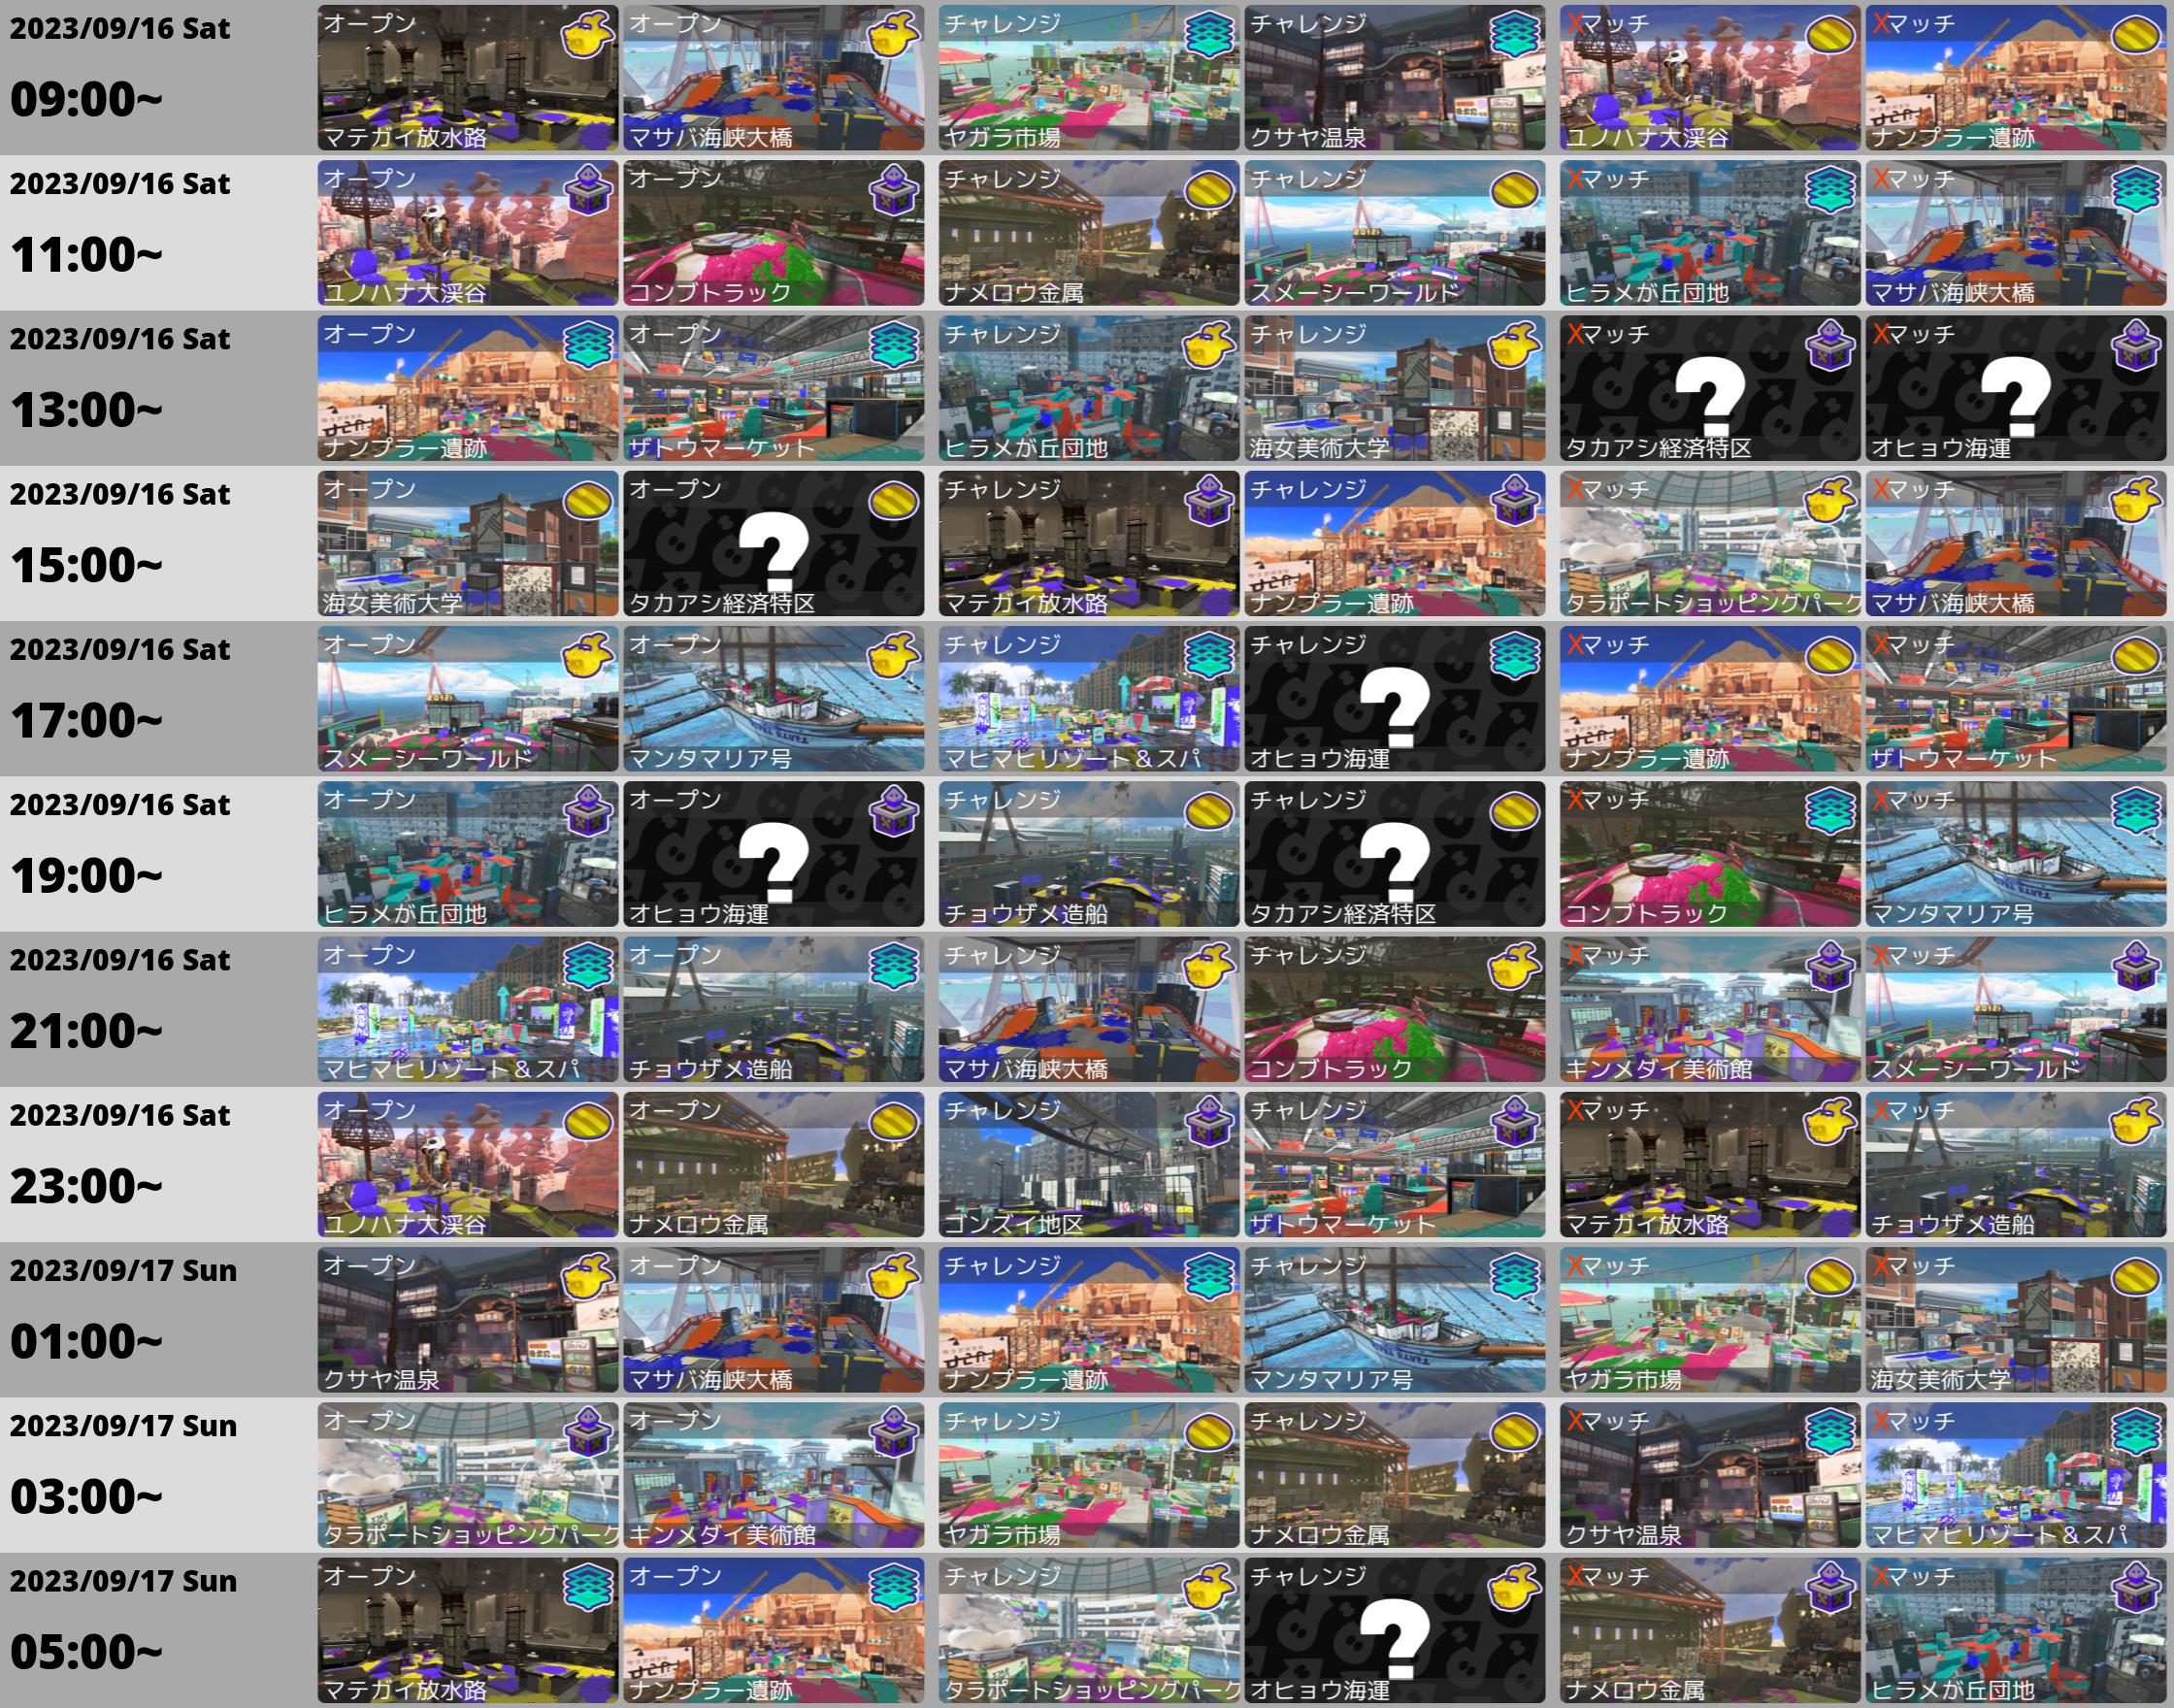 2023/09/16 Sat
09:00~
オープン
マテガイ放水路
オープン
マサバ海峡大橋
チャレンジ
ヤガラ市場
チャレンジ
クサヤ温泉
Xマッチ
ユノハナ大渓谷
Xマッチ
ナンプラー遺跡
2023/09/16 Sat
11:00~
オープン
ユノハナ大渓谷
オープン
コンブトラック
チャレンジ
ナメロウ金属
チャレンジ
スメーシーワールド
Xマッチ
ヒラメが丘団地
Xマッチ
マサバ海峡大橋
2023/09/16 Sat
13:00~
オープン
ナンプラー遺跡
オープン
ザトウマーケット
チャレンジ
ヒラメが丘団地
チャレンジ
海女美術大学
Xマッチ
?
タカアシ経済特区
Xマッチ
?
オヒョウ海運
2023/09/16 Sat
15:00~
オープン
海女美術大学
オープン
?
タカアシ経済特区
チャレンジ
マテガイ放水路
チャレンジ
ナンプラー遺跡
Xマッチ
タラポートショッピングパーク
Xマッチ
マサバ海峡大橋
2023/09/16 Sat
17:00~
オープン
スメーシーワールド
オープン
マンタマリア号
チャレンジ
マヒマヒリゾート＆スパ
チャレンジ
?
オヒョウ海運
Xマッチ
ナンプラー遺跡
Xマッチ
ザトウマーケット
2023/09/16 Sat
19:00~
オープン
ヒラメが丘団地
オープン
?
オヒョウ海運
チャレンジ
チョウザメ造船
チャレンジ
?
タカアシ経済特区
Xマッチ
コンブトラック
Xマッチ
マンタマリア号
2023/09/16 Sat
21:00~
オープン
マヒマヒリゾート＆スパ
オープン
チョウザメ造船
チャレンジ
マサバ海峡大橋
チャレンジ
コンブトラック
Xマッチ
キンメダイ美術館
Xマッチ
スメーシーワールド
2023/09/16 Sat
23:00~
オープン
ユノハナ大渓谷
オープン
ナメロウ金属
チャレンジ
ゴンズイ地区
チャレンジ
ザトウマーケット
Xマッチ
マテガイ放水路
Xマッチ
チョウザメ造船
2023/09/17 Sun
01:00~
オープン
クサヤ温泉
オープン
マサバ海峡大橋
チャレンジ
ナンプラー遺跡
チャレンジ
マンタマリア号
Xマッチ
ヤガラ市場
Xマッチ
海女美術大学
2023/09/17 Sun
03:00~
オープン
タラポートショッピングパーク
オープン
キンメダイ美術館
チャレンジ
ヤガラ市場
チャレンジ
ナメロウ金属
Xマッチ
クサヤ温泉
Xマッチ
マヒマヒリゾート＆スパ
2023/09/17 Sun
05:00~
オープン
マテガイ放水路
オープン
ナンプラー遺跡
チャレンジ
タラポートショッピングパーク
チャレンジ
?
オヒョウ海運
Xマッチ
ナメロウ金属
Xマッチ
ヒラメが丘団地